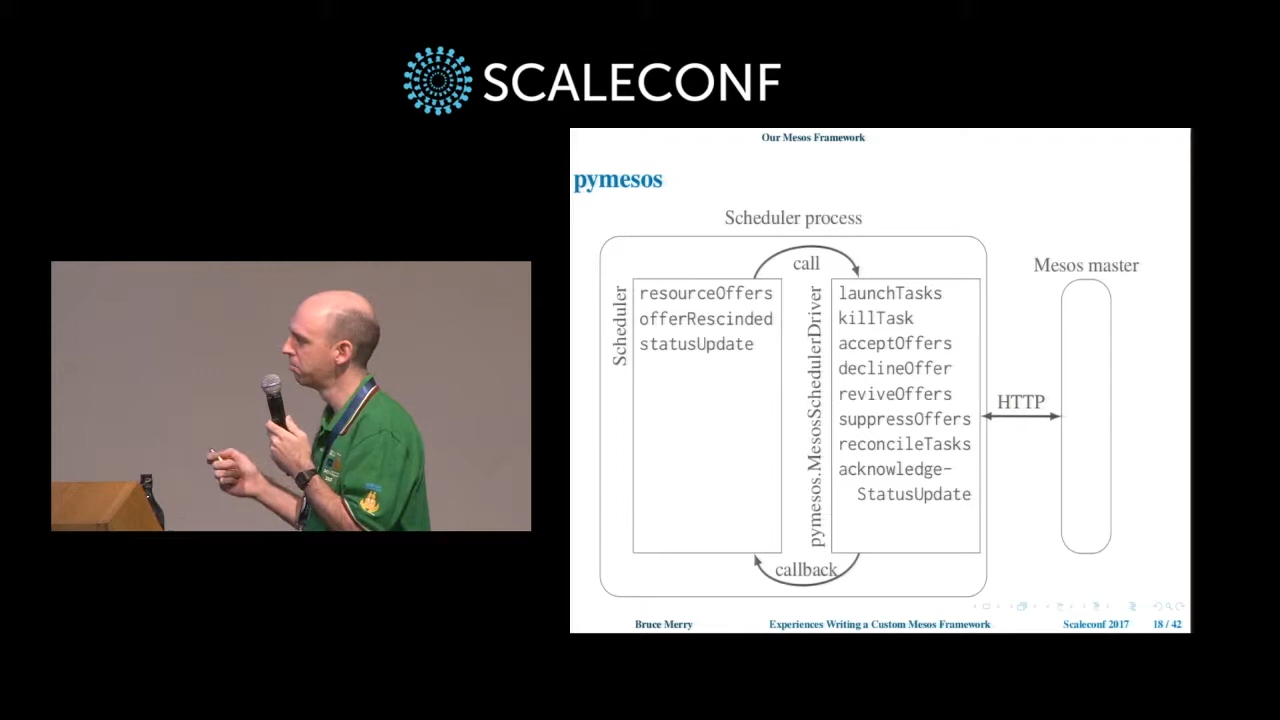 SCALECONF
Our Mesos Framework
pymesos
Scheduler process
call
Mesos master
Scheduler
resourceOffers
offerRescinded
statusUpdate
pymesos.MesosSchedulerDriver
launchTasks
killTask
acceptOffers
declineOffer
reviveOffers
suppressOffers
reconcileTasks
acknowledge-
StatusUpdate
HTTP
callback
Bruce Merry
Experiences Writing a Custom Mesos Framework
Scaleconf 2017
18 / 42